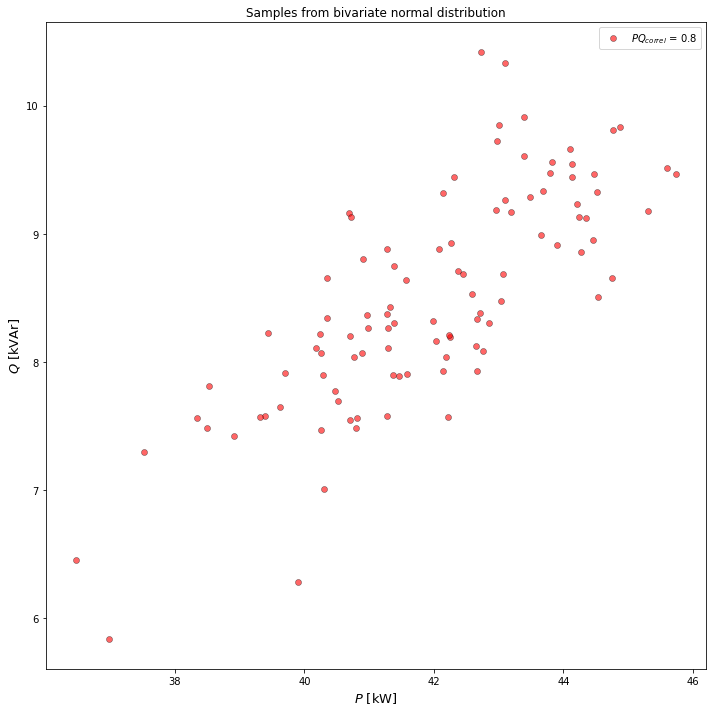 Samples from bivariate normal distribution
PQcorrel = 0.8
10
9
8
7
6
Q [kVAr]
38 40 42 44 46
P [kW]